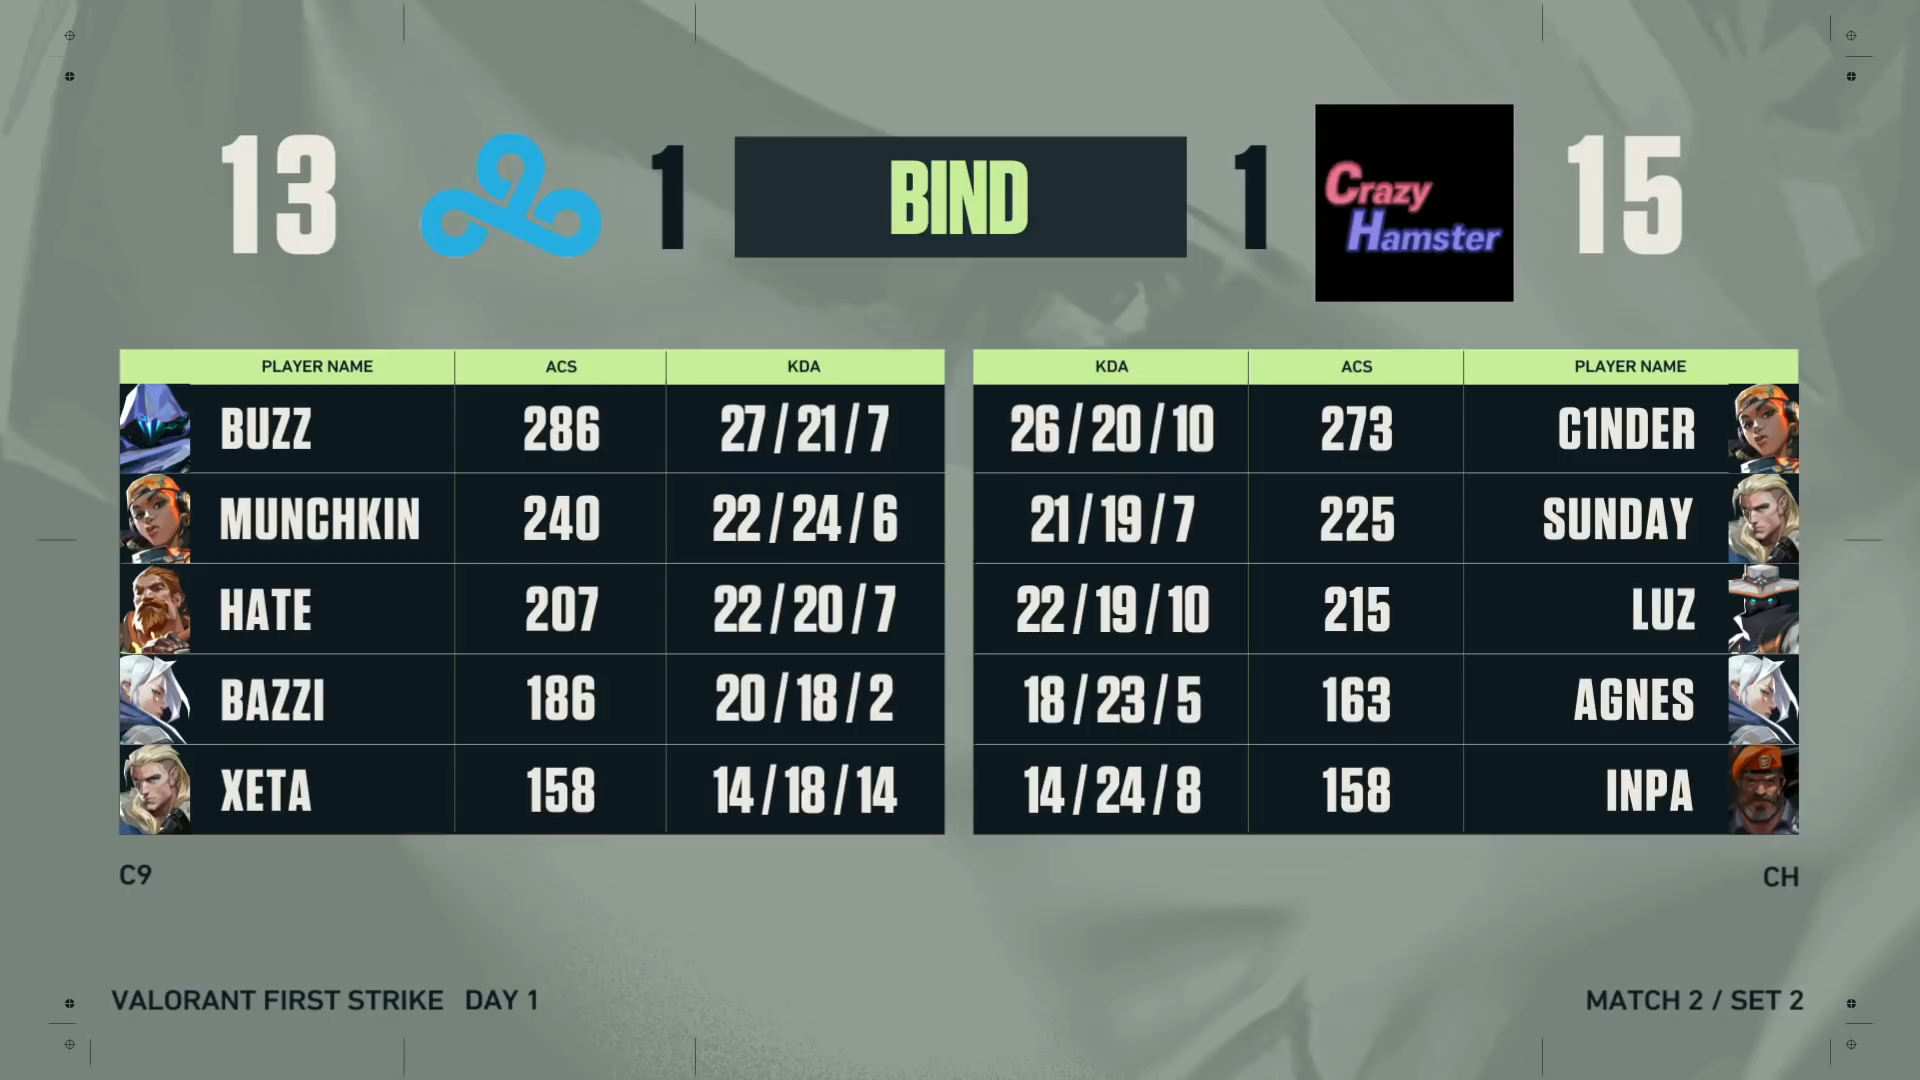 13 1 BIND 1 Crazy Hamster 15
PLAYER NAME ACS KDA KDA ACS PLAYER NAME
BUZZ 286 27/21/7 26/20/10 273 C1NDER
MUNCHKIN 240 22/24/6 21/19/7 225 SUNDAY
HATE 207 22/20/7 22/19/10 215 LUZ
BAZZI 186 20/18/2 18/23/5 163 AGNES
XETA 158 14/18/14 14/24/8 158 INPA
C9 CH
VALORANT FIRST STRIKE DAY 1 MATCH 2 / SET 2